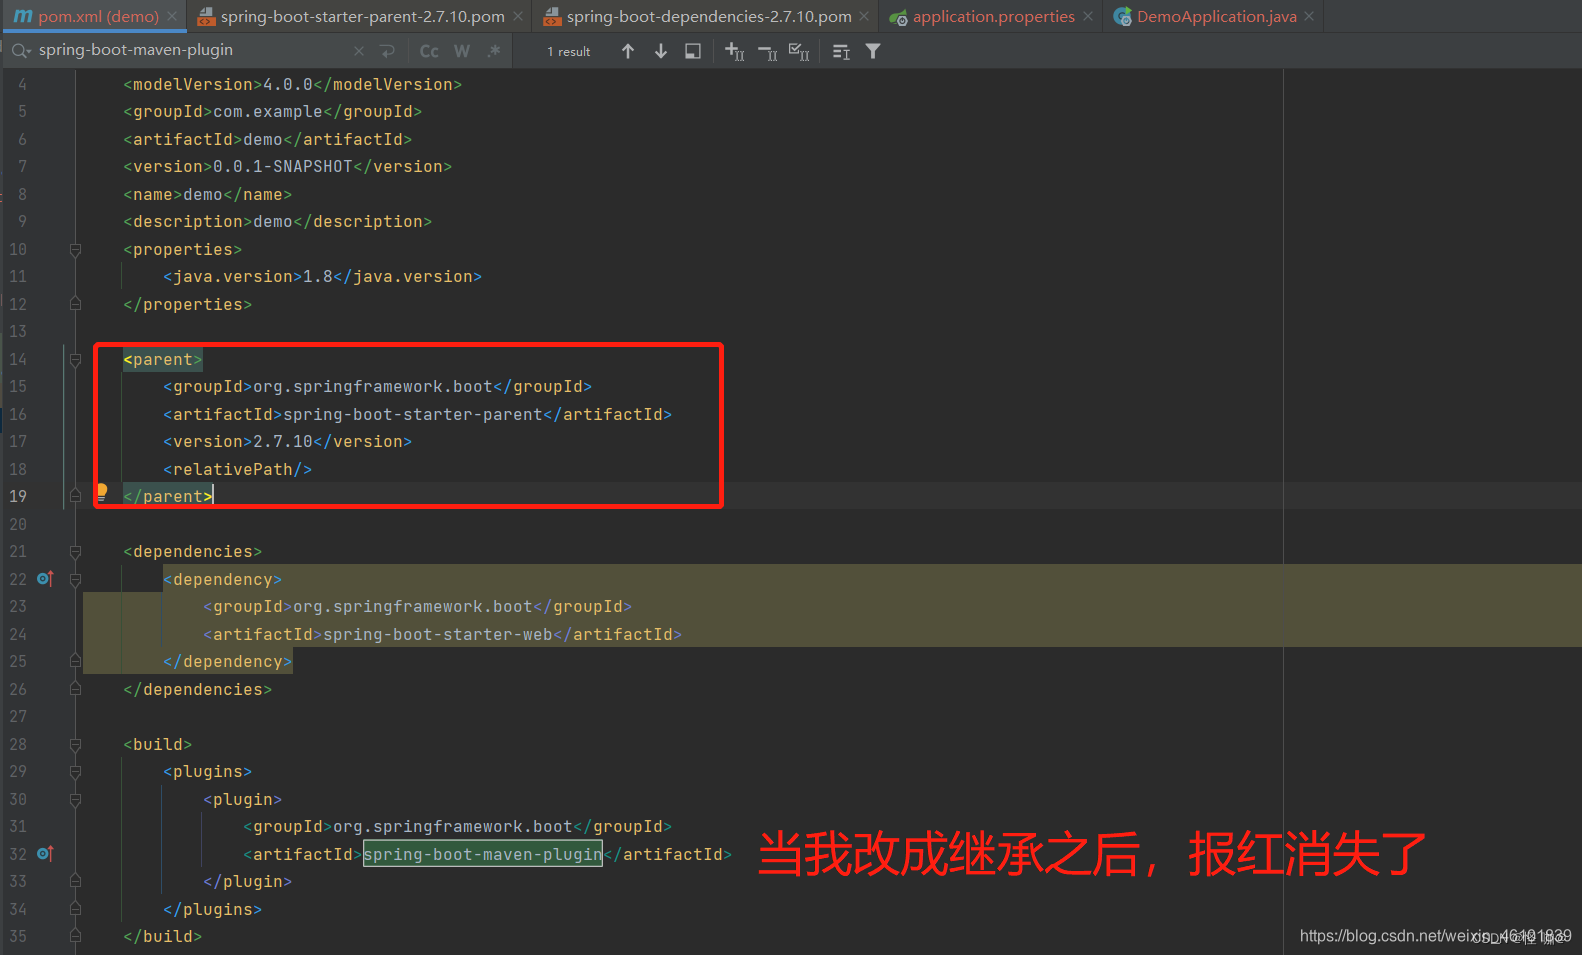 pom.xml (demo) spring-boot-starter-parent-2.7.10.pom spring-boot-dependencies-2.7.10.pom application.properties DemoApplication.java
spring-boot-maven-plugin Cc W .* 1 result
4 <modelVersion>4.0.0</modelVersion>
5 <groupId>com.example</groupId>
6 <artifactId>demo</artifactId>
7 <version>0.0.1-SNAPSHOT</version>
8 <name>demo</name>
9 <description>demo</description>
10 <properties>
11 <java.version>1.8</java.version>
12 </properties>
13
14 <parent>
15 <groupId>org.springframework.boot</groupId>
16 <artifactId>spring-boot-starter-parent</artifactId>
17 <version>2.7.10</version>
18 <relativePath/>
19 </parent>
20
21 <dependencies>
22 <dependency>
23 <groupId>org.springframework.boot</groupId>
24 <artifactId>spring-boot-starter-web</artifactId>
25 </dependency>
26 </dependencies>
27
28 <build>
29 <plugins>
30 <plugin>
31 <groupId>org.springframework.boot</groupId>
32 <artifactId>spring-boot-maven-plugin</artifactId> 当我改成继承之后，报红消失了
33 </plugin>
34 </plugins>
35 </build>
https://blog.csdn.net/weixin_46101839